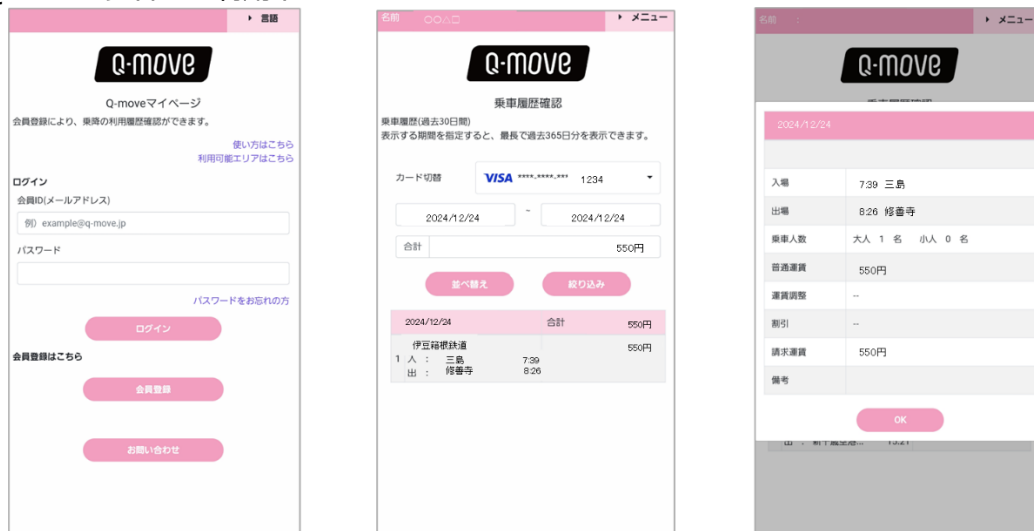 ▶ 言語
Q-move
Q-moveマイページ
会員登録により、乗降の利用履歴確認ができます。
使い方はこちら
利用可能エリアはこちら
ログイン
会員ID(メールアドレス)
例）example@q-move.jp
パスワード
パスワードをお忘れの方
ログイン
会員登録はこちら
会員登録
お問い合わせ
名前 ○○△□
▶ メニュー
Q-move
乗車履歴確認
乗車履歴(過去30日間)
表示する期間を指定すると、最長で過去365日分を表示できます。
カード切替 VISA ****-****-*** 1234
2024/12/24 ~ 2024/12/24
合計 550円
並べ替え 絞り込み
2024/12/24 合計 550円
伊豆箱根鉄道 550円
1 入 : 三島 7:39
出 : 修善寺 8:26
名前 :
▶ メニュー
Q-move
乗車履歴確認
2024/12/24
入場 7:39 三島
出場 8:26 修善寺
乗車人数 大人 1 名 小人 0 名
普通運賃 550円
運賃調整 --
割引 --
請求運賃 550円
備考
OK